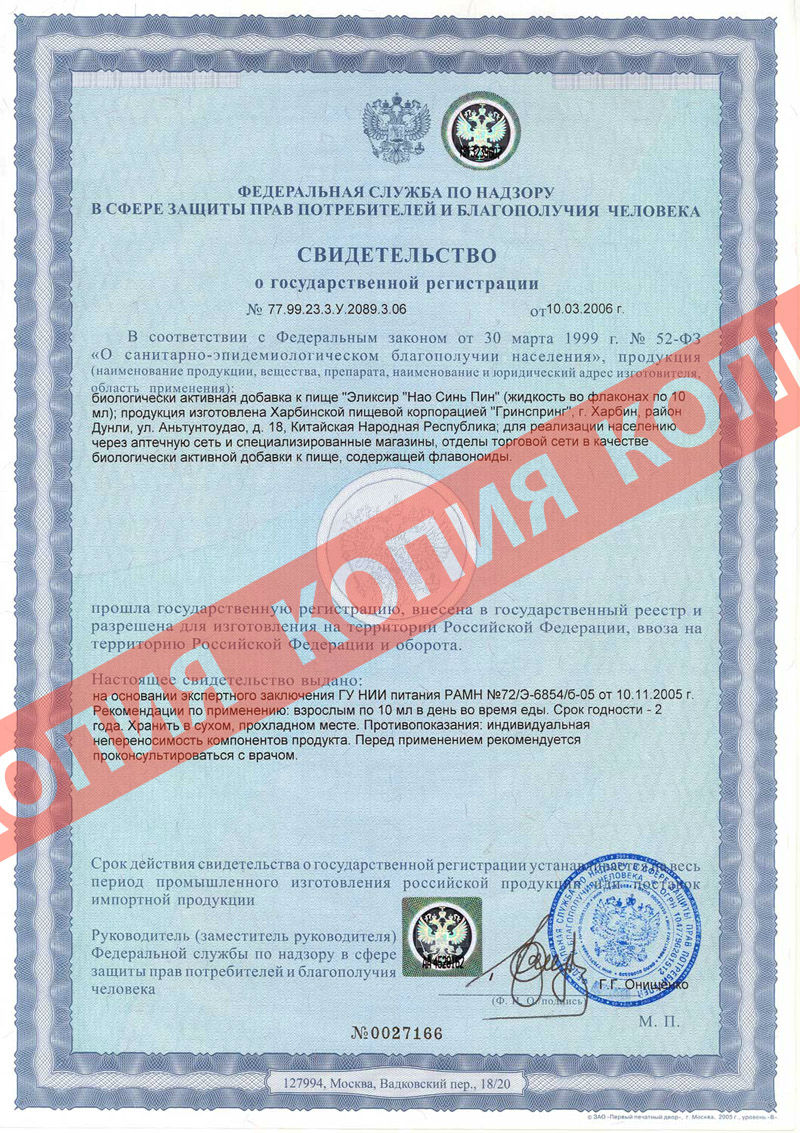 ФЕДЕРАЛЬНАЯ СЛУЖБА ПО НАДЗОРУ
В СФЕРЕ ЗАЩИТЫ ПРАВ ПОТРЕБИТЕЛЕЙ И БЛАГОПОЛУЧИЯ ЧЕЛОВЕКА
СВИДЕТЕЛЬСТВО
о государственной регистрации
№ 77.99.23.3.У.2089.3.06 от 10.03.2006 г.
В соответствии с Федеральным законом от 30 марта 1999 г. № 52-ФЗ
«О санитарно-эпидемиологическом благополучии населения», продукция
(наименование продукции, вещества, препарата, наименование и юридический адрес изготовителя,
область применения):
биологически активная добавка к пище "Эликсир "Нао Синь Пин" (жидкость во флаконах по 10
мл); продукция изготовлена Харбинской пищевой корпорацией "Гринспринг", г. Харбин, район
Дунли, ул. Аньтунтоудао, д. 18, Китайская Народная Республика; для реализации населению
через аптечную сеть и специализированные магазины, отделы торговой сети в качестве
биологически активной добавки к пище, содержащей флавоноиды.
КОПИЯ КОПИЯ КОПИЯ КОПИЯ
прошла государственную регистрацию, внесена в государственный реестр и
разрешена для изготовления на территории Российской Федерации, ввоза на
территорию Российской Федерации и оборота.
Настоящее свидетельство выдано:
на основании экспертного заключения ГУ НИИ питания РАМН №72/Э-6854/б-05 от 10.11.2005 г.
Рекомендации по применению: взрослым по 10 мл в день во время еды. Срок годности - 2
года. Хранить в сухом, прохладном месте. Противопоказания: индивидуальная
непереносимость компонентов продукта. Перед применением рекомендуется
проконсультироваться с врачом.
Срок действия свидетельства о государственной регистрации устанавливается на весь
период промышленного изготовления российской продукции или поставок
импортной продукции
Руководитель (заместитель руководителя)
Федеральной службы по надзору в сфере
защиты прав потребителей и благополучия
человека
Г.Г. Онищенко
(Ф. И. О./подпись)
М. П.
№0027166
127994, Москва, Вадковский пер., 18/20
© ЗАО «Первый печатный двор», г. Москва, 2005 г., уровень «В»